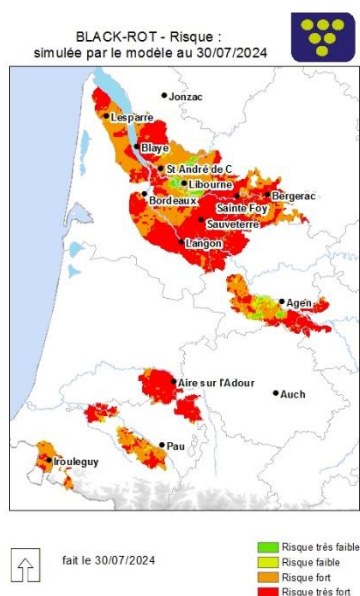 BLACK-ROT - Risque :
simulée par le modèle au 30/07/2024
Jonzac
Lesparre
Blaye
St André de C
Libourne
Bergerac
Bordeaux
Sainte Foy
Sauveterre
Langon
Agen
Aire sur l'Adour
Auch
Pau
Irouleguy
fait le 30/07/2024
Risque très faible
Risque faible
Risque fort
Risque très fort